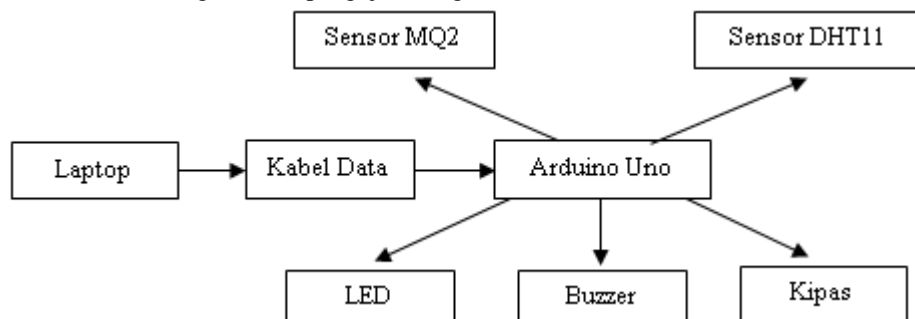 Sensor MQ2
Sensor DHT11
Laptop
Kabel Data
Arduino Uno
LED
Buzzer
Kipas